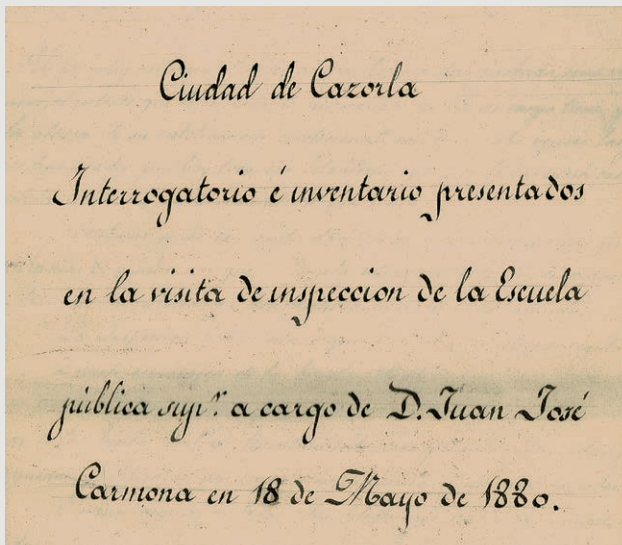 Ciudad de Cazorla
Interrogatorio é inventario presentados
en la visita de inspeccion de la Escuela
pública supr. a cargo de D. Juan José
Carmona en 18 de Mayo de 1880.